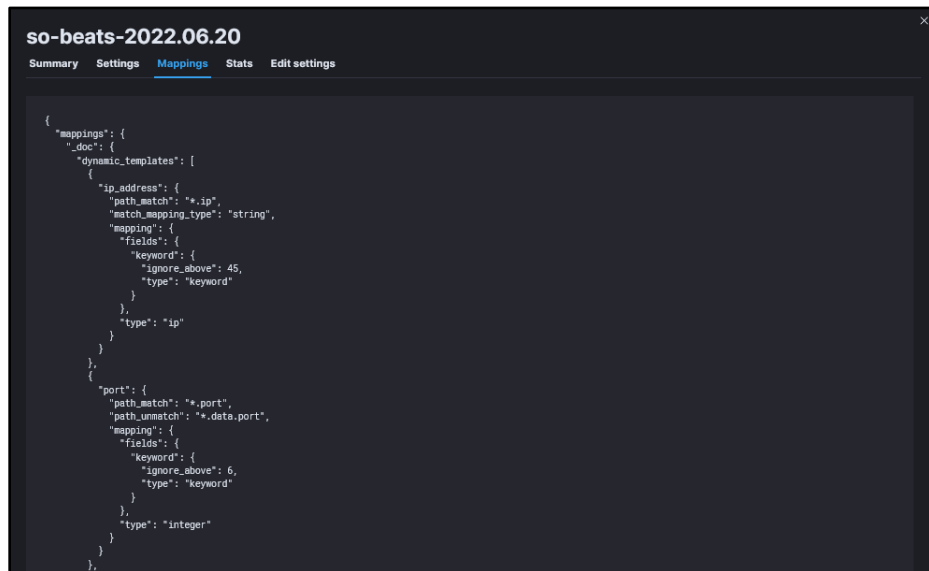 so-beats-2022.06.20
Summary Settings Mappings Stats Edit settings
{
  "mappings": {
    "_doc": {
      "dynamic_templates": [
        {
          "ip_address": {
            "path_match": "*.ip",
            "match_mapping_type": "string",
            "mapping": {
              "fields": {
                "keyword": {
                  "ignore_above": 45,
                  "type": "keyword"
                }
              },
              "type": "ip"
            }
          }
        },
        {
          "port": {
            "path_match": "*.port",
            "path_unmatch": "*.data.port",
            "mapping": {
              "fields": {
                "keyword": {
                  "ignore_above": 6,
                  "type": "keyword"
                }
              },
              "type": "integer"
            }
          }
        },